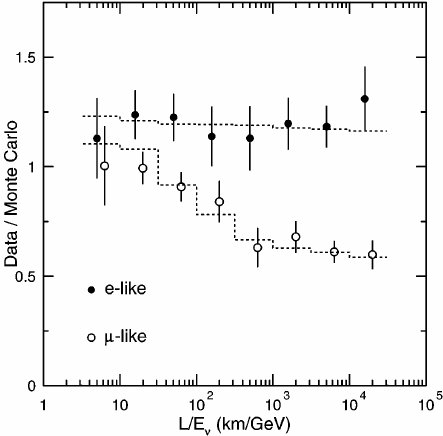 1.5
1
0.5
0
Data / Monte Carlo
e-like
μ-like
1 10 10² 10³ 10⁴ 10⁵
L/Eν (km/GeV)